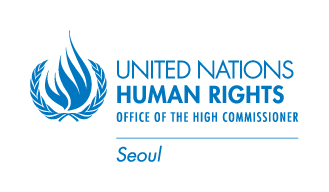 UNITED NATIONS
HUMAN RIGHTS
OFFICE OF THE HIGH COMMISSIONER
Seoul